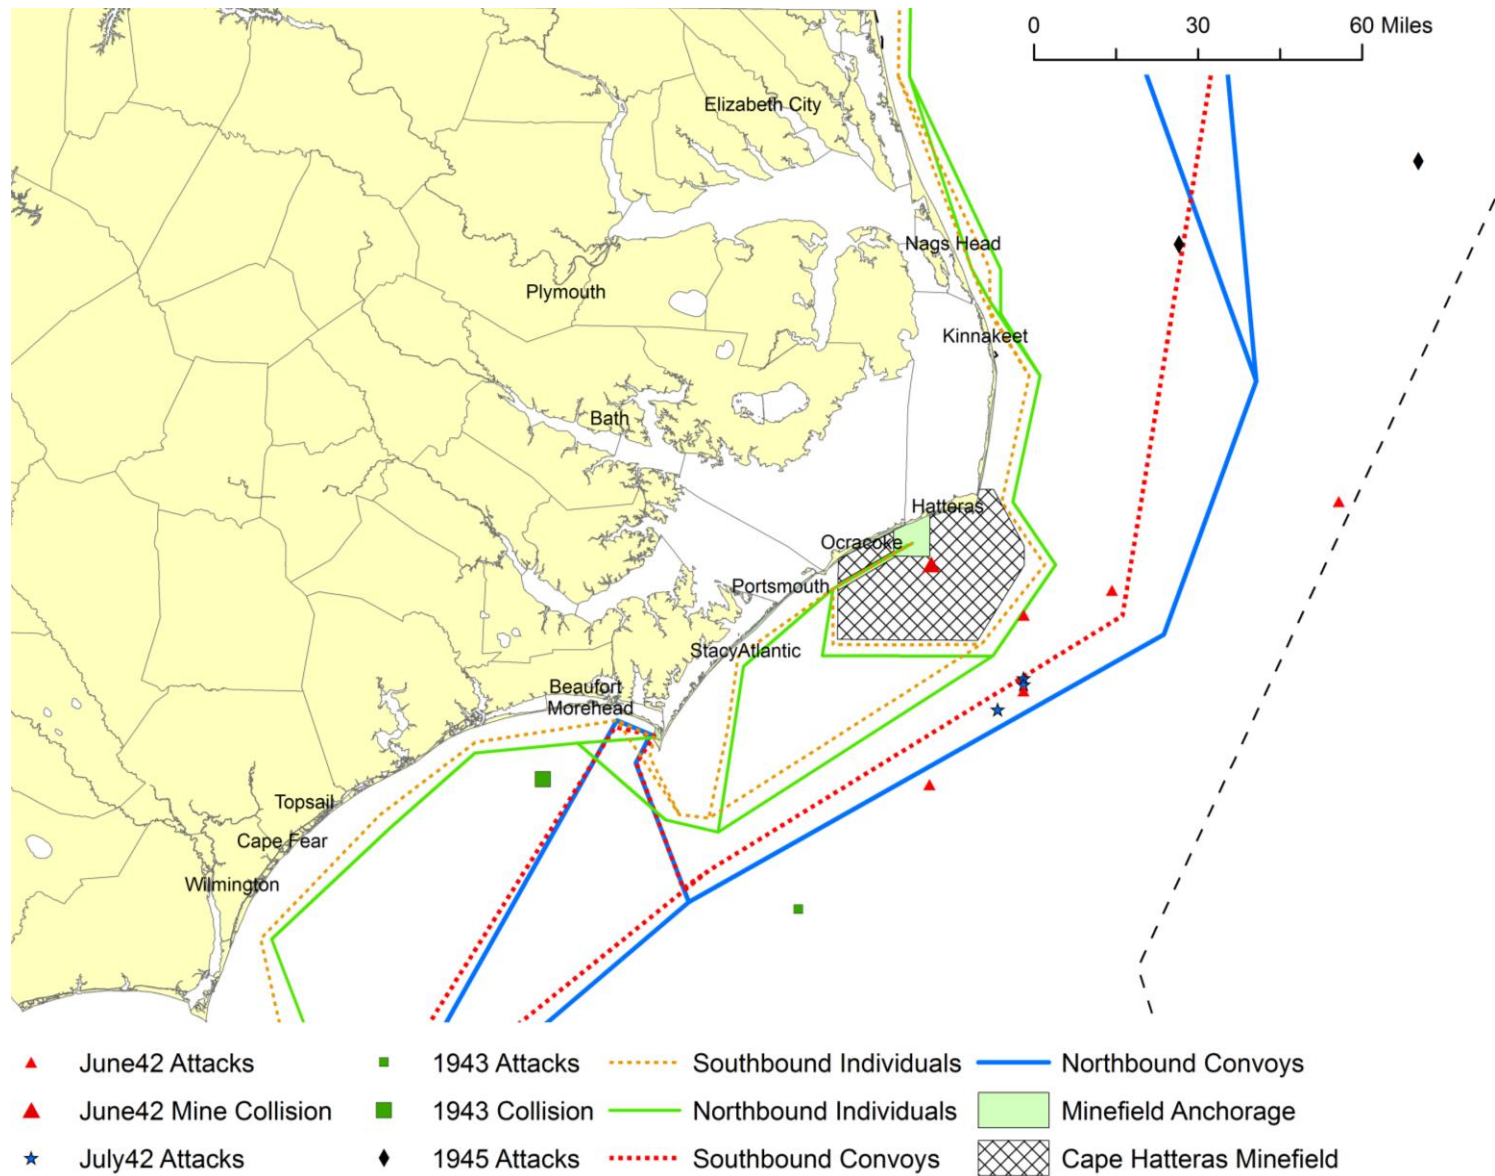 0 30 60 Miles
Elizabeth City
Nags Head
Plymouth
Kinnakeet
Bath
Hatteras
Ocracoke
Portsmouth
StacyAtlantic
Beaufort
Morehead
Topsail
Cape Fear
Wilmington
June42 Attacks 1943 Attacks Southbound Individuals Northbound Convoys
June42 Mine Collision 1943 Collision Northbound Individuals Minefield Anchorage
July42 Attacks 1945 Attacks Southbound Convoys Cape Hatteras Minefield